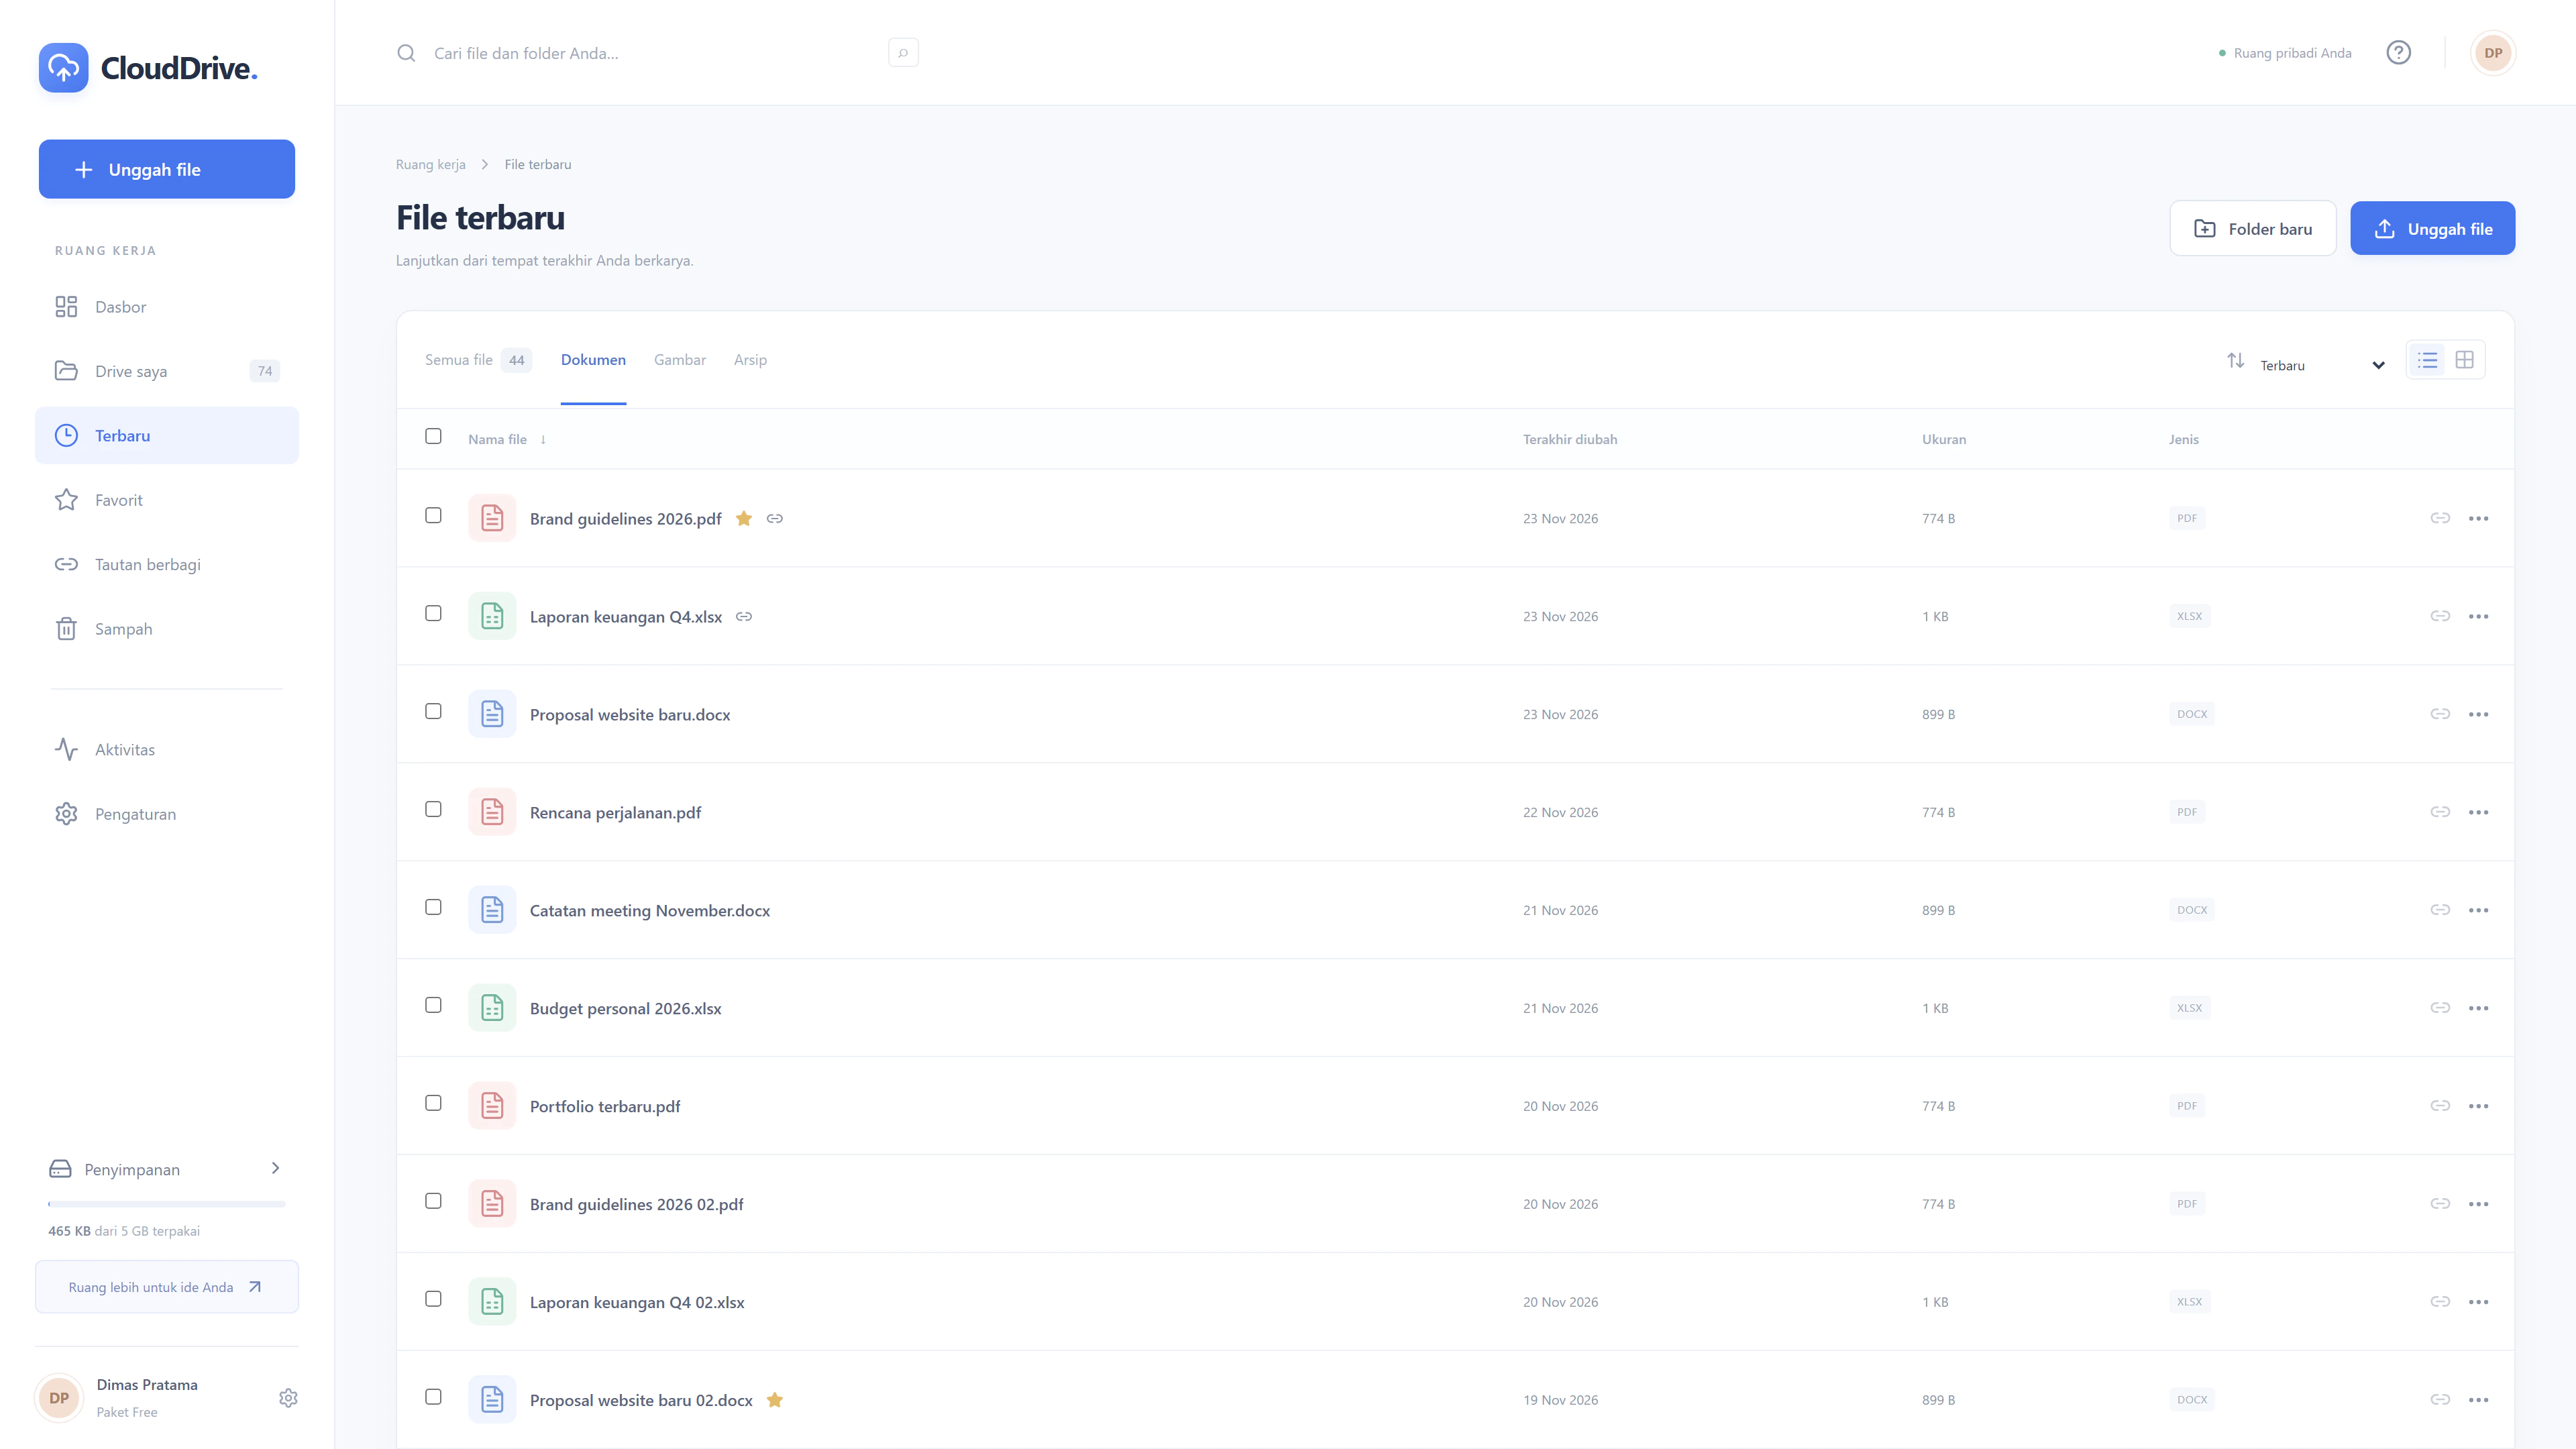 CloudDrive.
Unggah file
RUANG KERJA
Dasbor
Drive saya 74
Terbaru
Favorit
Tautan berbagi
Sampah
Aktivitas
Pengaturan
Penyimpanan
465 KB dari 5 GB terpakai
Ruang lebih untuk ide Anda
DP Dimas Pratama
Paket Free
Cari file dan folder Anda...
Ruang pribadi Anda
DP
Ruang kerja File terbaru
File terbaru
Lanjutkan dari tempat terakhir Anda berkarya.
Folder baru
Unggah file
Semua file 44 Dokumen Gambar Arsip
Terbaru
Nama file ↓ Terakhir diubah Ukuran Jenis
Brand guidelines 2026.pdf 23 Nov 2026 774 B PDF
Laporan keuangan Q4.xlsx 23 Nov 2026 1 KB XLSX
Proposal website baru.docx 23 Nov 2026 899 B DOCX
Rencana perjalanan.pdf 22 Nov 2026 774 B PDF
Catatan meeting November.docx 21 Nov 2026 899 B DOCX
Budget personal 2026.xlsx 21 Nov 2026 1 KB XLSX
Portfolio terbaru.pdf 20 Nov 2026 774 B PDF
Brand guidelines 2026 02.pdf 20 Nov 2026 774 B PDF
Laporan keuangan Q4 02.xlsx 20 Nov 2026 1 KB XLSX
Proposal website baru 02.docx 19 Nov 2026 899 B DOCX